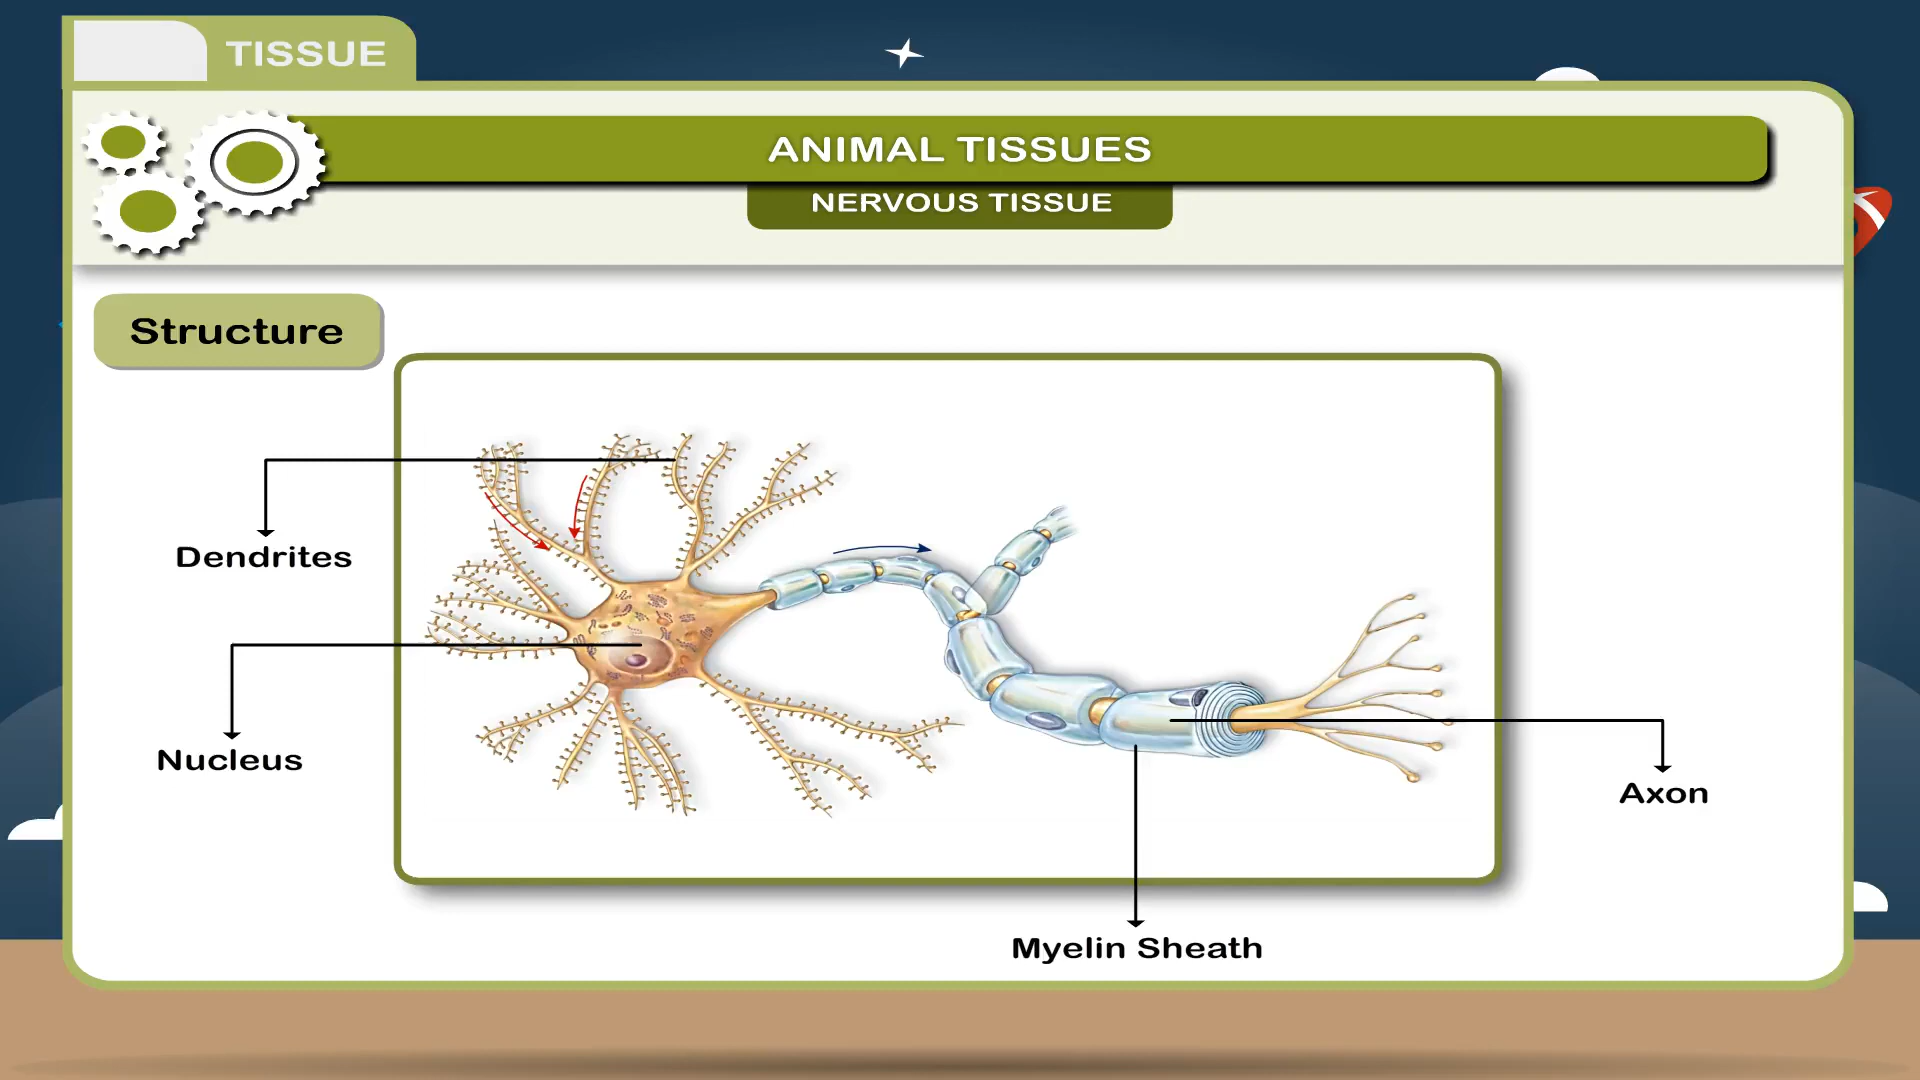 TISSUE
ANIMAL TISSUES
NERVOUS TISSUE
Structure
Dendrites
Nucleus
Axon
Myelin Sheath